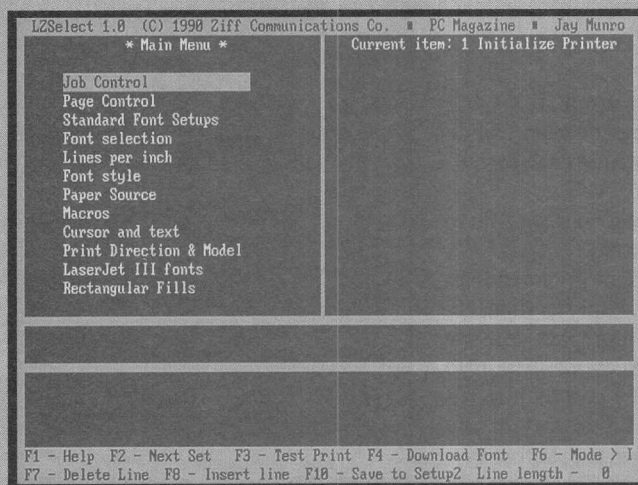 LZSelect 1.0 (C) 1990 Ziff Communications Co. ■ PC Magazine ■ Jay Munro
* Main Menu *
Current item: 1 Initialize Printer
Job Control
Page Control
Standard Font Setups
Font selection
Lines per inch
Font style
Paper Source
Macros
Cursor and text
Print Direction & Model
LaserJet III fonts
Rectangular Fills
F1 - Help F2 - Next Set F3 - Test Print F4 - Download Font F6 - Mode > I
F7 - Delete Line F8 - Insert line F10 - Save to Setup2 Line length - 0